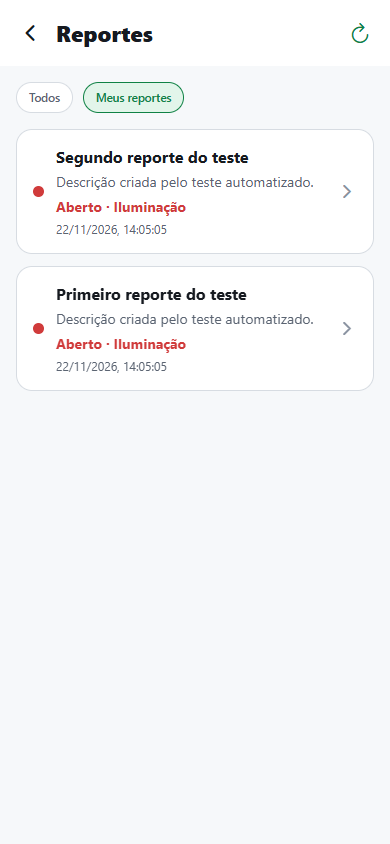 Reportes
Todos
Meus reportes
Segundo reporte do teste
Descrição criada pelo teste automatizado.
Aberto · Iluminação
22/11/2026, 14:05:05
Primeiro reporte do teste
Descrição criada pelo teste automatizado.
Aberto · Iluminação
22/11/2026, 14:05:05